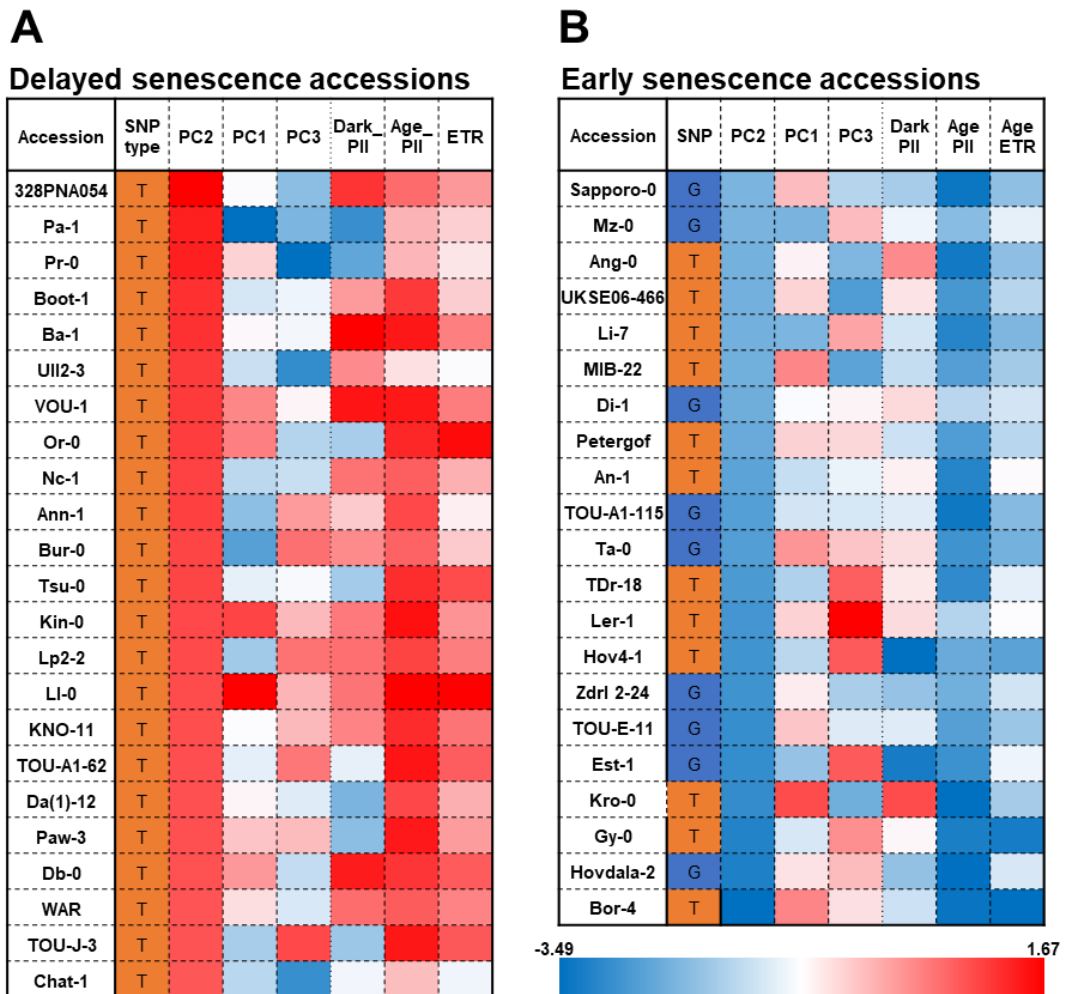 A
Delayed senescence accessions
Accession SNP type PC2 PC1 PC3 Dark_PII Age_PII ETR
328PNA054 T
Pa-1 T
Pr-0 T
Boot-1 T
Ba-1 T
Ull2-3 T
VOU-1 T
Or-0 T
Nc-1 T
Ann-1 T
Bur-0 T
Tsu-0 T
Kin-0 T
Lp2-2 T
Ll-0 T
KNO-11 T
TOU-A1-62 T
Da(1)-12 T
Paw-3 T
Db-0 T
WAR T
TOU-J-3 T
Chat-1 T
B
Early senescence accessions
Accession SNP PC2 PC1 PC3 Dark PII Age PII Age ETR
Sapporo-0 G
Mz-0 G
Ang-0 T
UKSE06-466 T
Li-7 T
MIB-22 T
Di-1 G
Petergof T
An-1 T
TOU-A1-115 G
Ta-0 G
TDr-18 T
Ler-1 T
Hov4-1 T
Zdrl 2-24 G
TOU-E-11 G
Est-1 G
Kro-0 T
Gy-0 T
Hovdala-2 G
Bor-4 T
-3.49 1.67